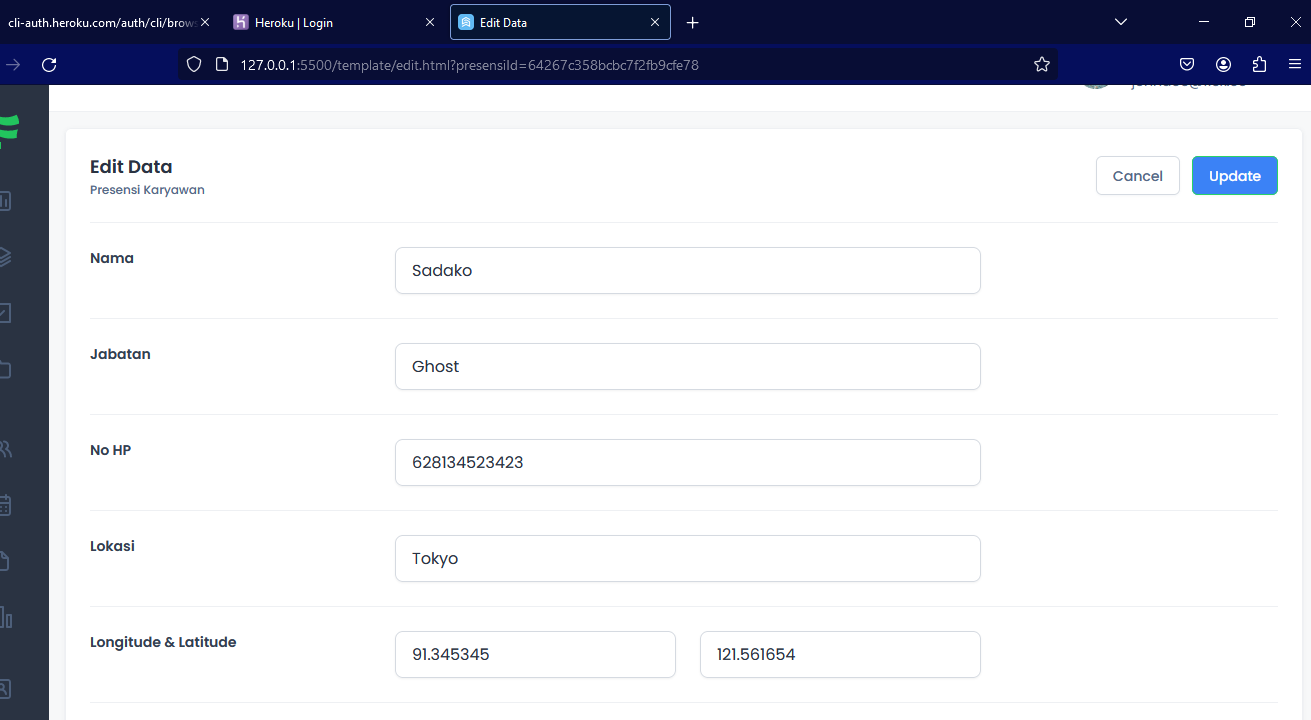 cli-auth.heroku.com/auth/cli/brow
Heroku | Login
Edit Data
127.0.0.1:5500/template/edit.html?presensiId=64267c358bcbc7f2fb9cfe78
Edit Data
Presensi Karyawan
Cancel
Update
Nama
Sadako
Jabatan
Ghost
No HP
628134523423
Lokasi
Tokyo
Longitude & Latitude
91.345345
121.561654